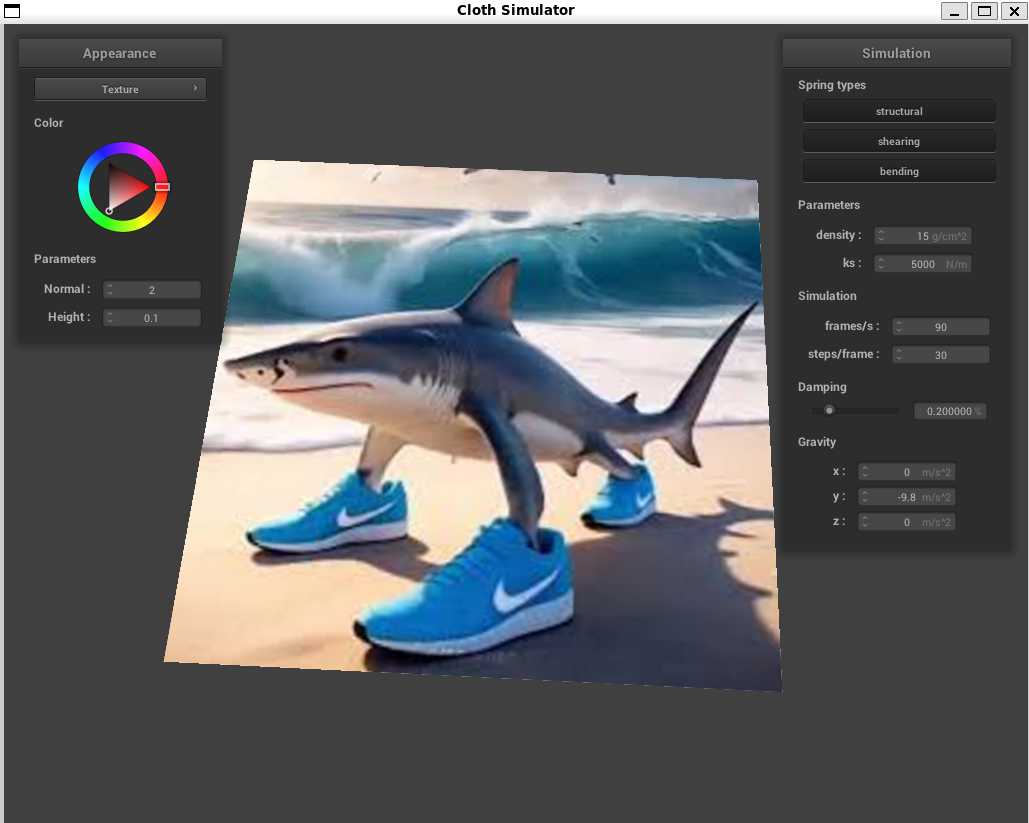 Cloth Simulator
Appearance
Texture
Color
Parameters
Normal : 2
Height : 0.1
Simulation
Spring types
structural
shearing
bending
Parameters
density : 15 g/cm^2
ks : 5000 N/m
Simulation
frames/s : 90
steps/frame : 30
Damping
0.200000 %
Gravity
x : 0 m/s^2
y : -9.8 m/s^2
z : 0 m/s^2